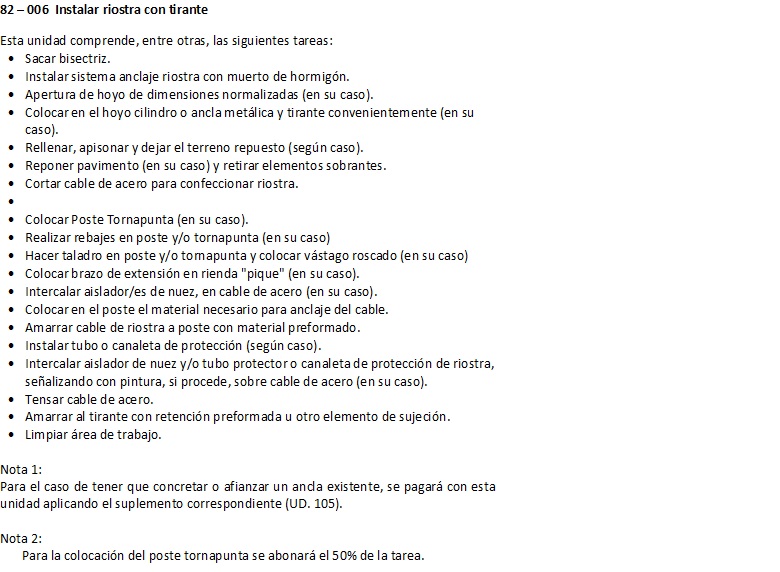 82 – 006  Instalar riostra con tirante
Esta unidad comprende, entre otras, las siguientes tareas:
• Sacar bisectriz.
• Instalar sistema anclaje riostra con muerto de hormigón.
• Apertura de hoyo de dimensiones normalizadas (en su caso).
• Colocar en el hoyo cilindro o ancla metálica y tirante convenientemente (en su
caso).
• Rellenar, apisonar y dejar el terreno repuesto (según caso).
• Reponer pavimento (en su caso) y retirar elementos sobrantes.
• Cortar cable de acero para confeccionar riostra.
•
• Colocar Poste Tornapunta (en su caso).
• Realizar rebajes en poste y/o tornapunta (en su caso)
• Hacer taladro en poste y/o tornapunta y colocar vástago roscado (en su caso)
• Colocar brazo de extensión en rienda "pique" (en su caso).
• Intercalar aislador/es de nuez, en cable de acero (en su caso).
• Colocar en el poste el material necesario para anclaje del cable.
• Amarrar cable de riostra a poste con material preformado.
• Instalar tubo o canaleta de protección (según caso).
• Intercalar aislador de nuez y/o tubo protector o canaleta de protección de riostra,
señalizando con pintura, si procede, sobre cable de acero (en su caso).
• Tensar cable de acero.
• Amarrar al tirante con retención preformada u otro elemento de sujeción.
• Limpiar área de trabajo.
Nota 1:
Para el caso de tener que concretar o afianzar un ancla existente, se pagará con esta
unidad aplicando el suplemento correspondiente (UD. 105).
Nota 2:
Para la colocación del poste tornapunta se abonará el 50% de la tarea.